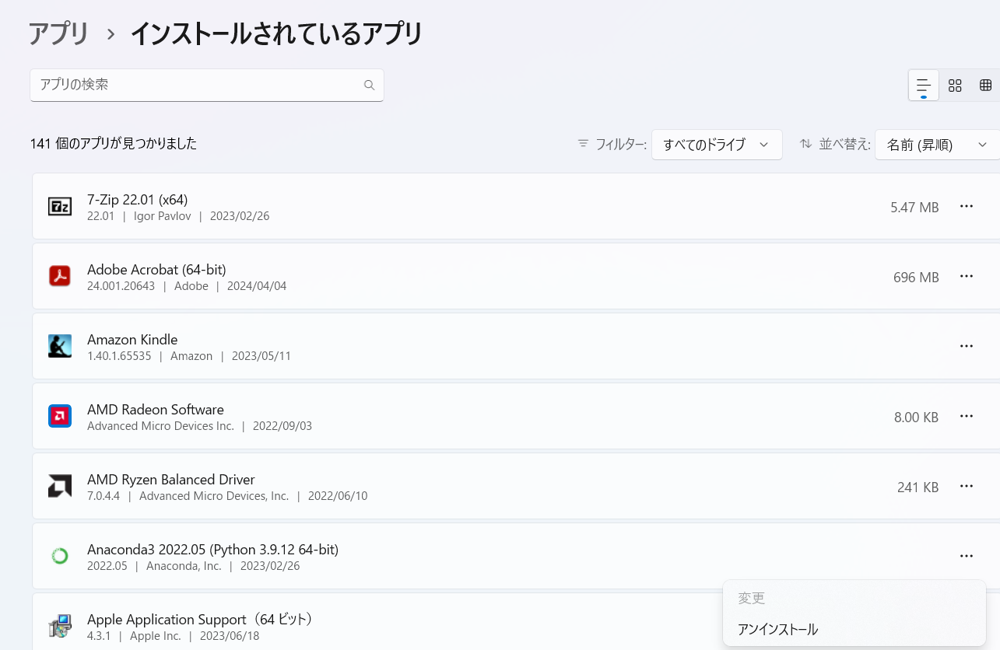 アプリ › インストールされているアプリ
アプリの検索
141 個のアプリが見つかりました フィルター: すべてのドライブ 並べ替え: 名前 (昇順)
7-Zip 22.01 (x64)
22.01 | Igor Pavlov | 2023/02/26
5.47 MB
Adobe Acrobat (64-bit)
24.001.20643 | Adobe | 2024/04/04
696 MB
Amazon Kindle
1.40.1.65535 | Amazon | 2023/05/11
AMD Radeon Software
Advanced Micro Devices Inc. | 2022/09/03
8.00 KB
AMD Ryzen Balanced Driver
7.0.4.4 | Advanced Micro Devices, Inc. | 2022/06/10
241 KB
Anaconda3 2022.05 (Python 3.9.12 64-bit)
2022.05 | Anaconda, Inc. | 2023/02/26
変更
アンインストール
Apple Application Support（64 ビット）
4.3.1 | Apple Inc. | 2023/06/18